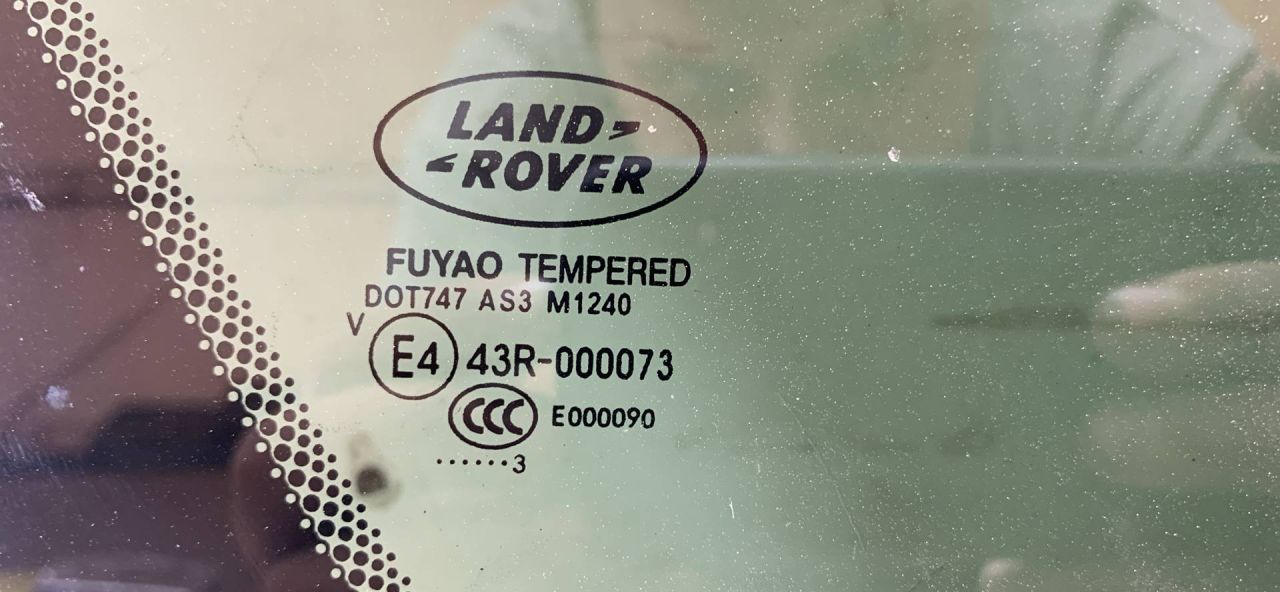 LAND
ROVER
FUYAO TEMPERED
DOT747 AS3 M1240
V
E4 43R-000073
CCC E000090
......3